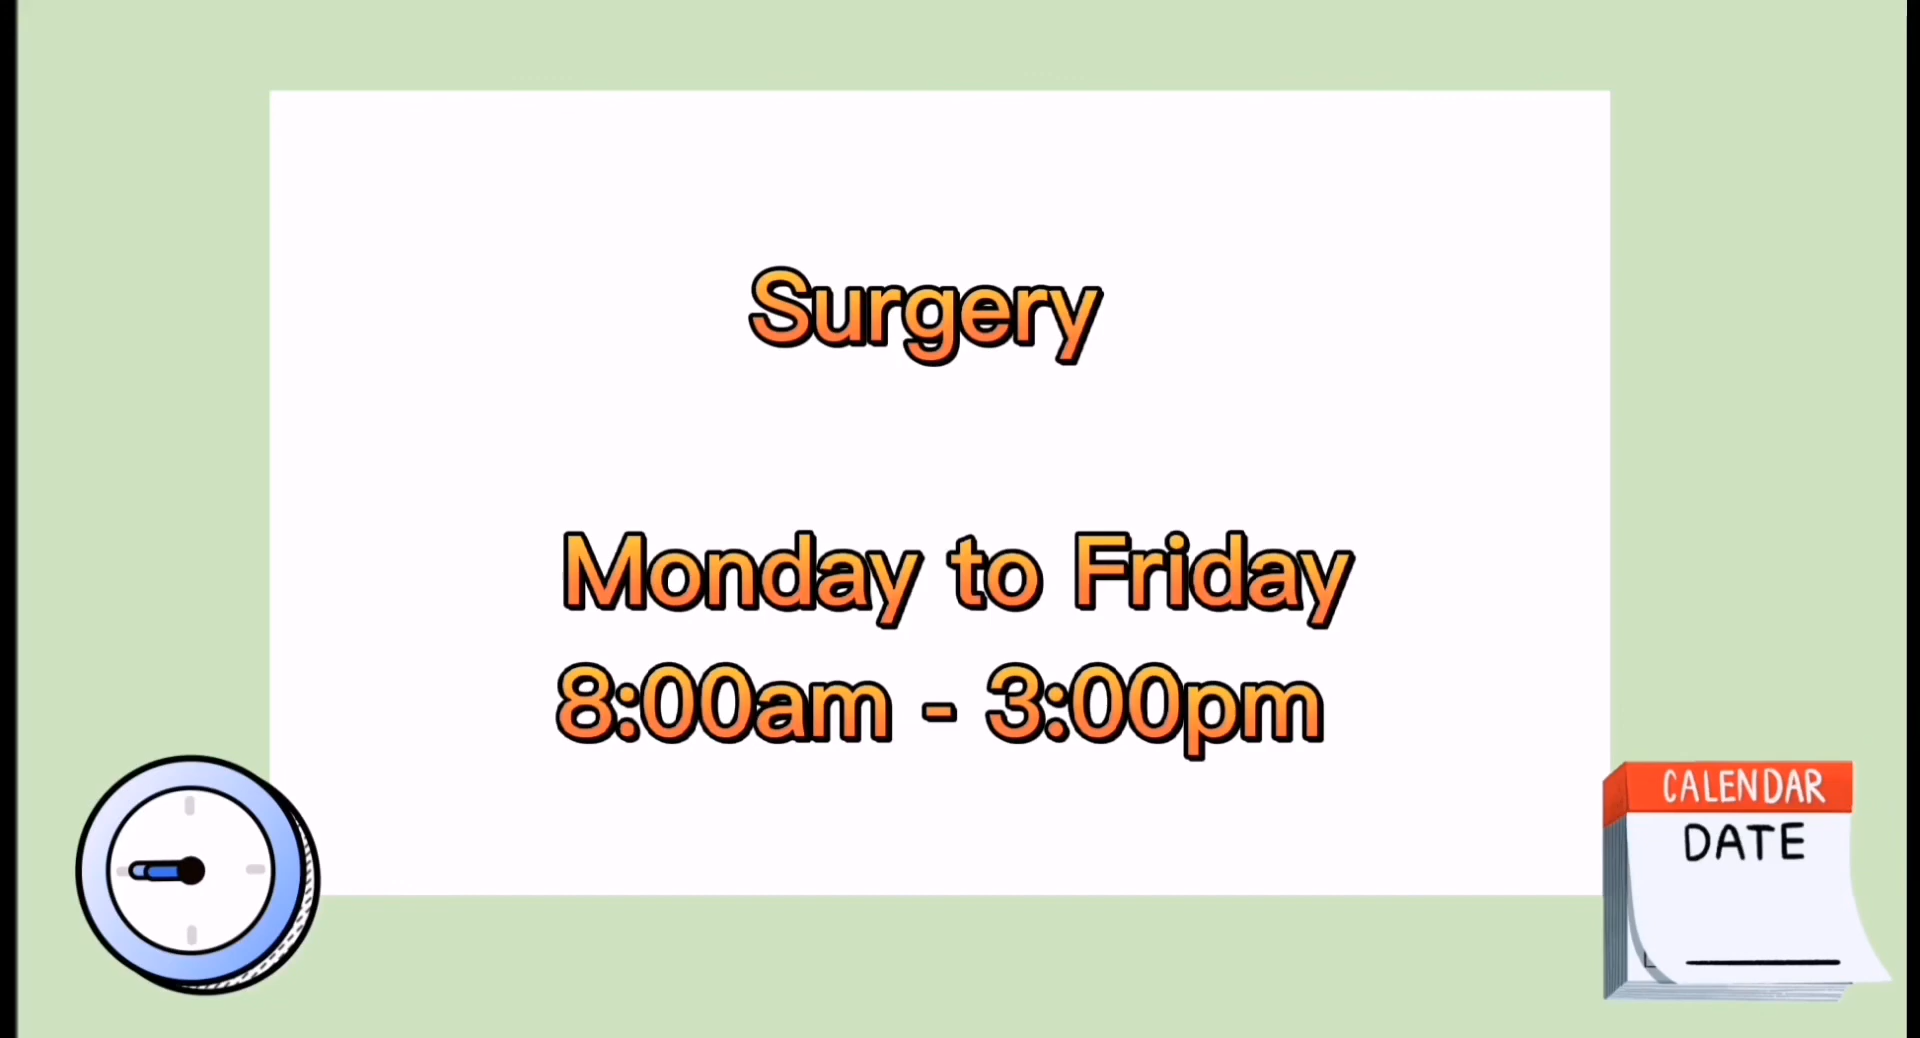 Surgery
Monday to Friday
8:00am - 3:00pm
CALENDAR
DATE